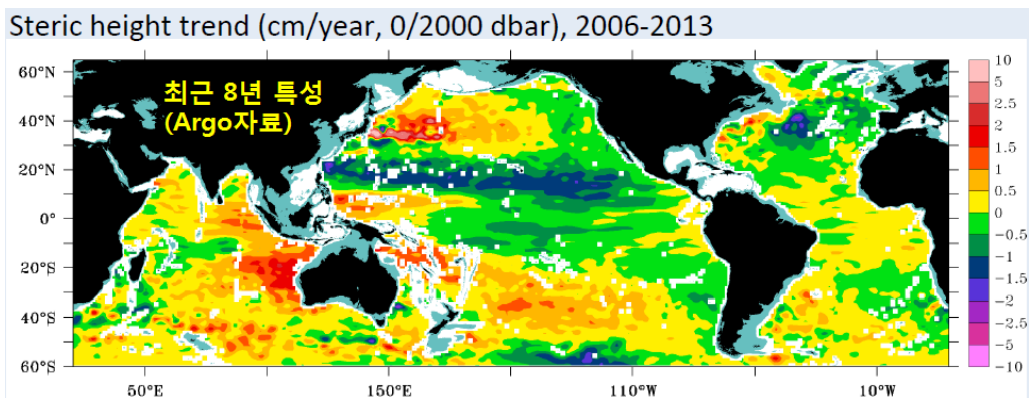 Steric height trend (cm/year, 0/2000 dbar), 2006-2013
최근 8년 특성
(Argo자료)
60°N
40°N
20°N
0°
20°S
40°S
60°S
50°E
150°E
110°W
10°W
10
5
2.5
2
1.5
1
0.5
0
-0.5
-1
-1.5
-2
-2.5
-5
-10